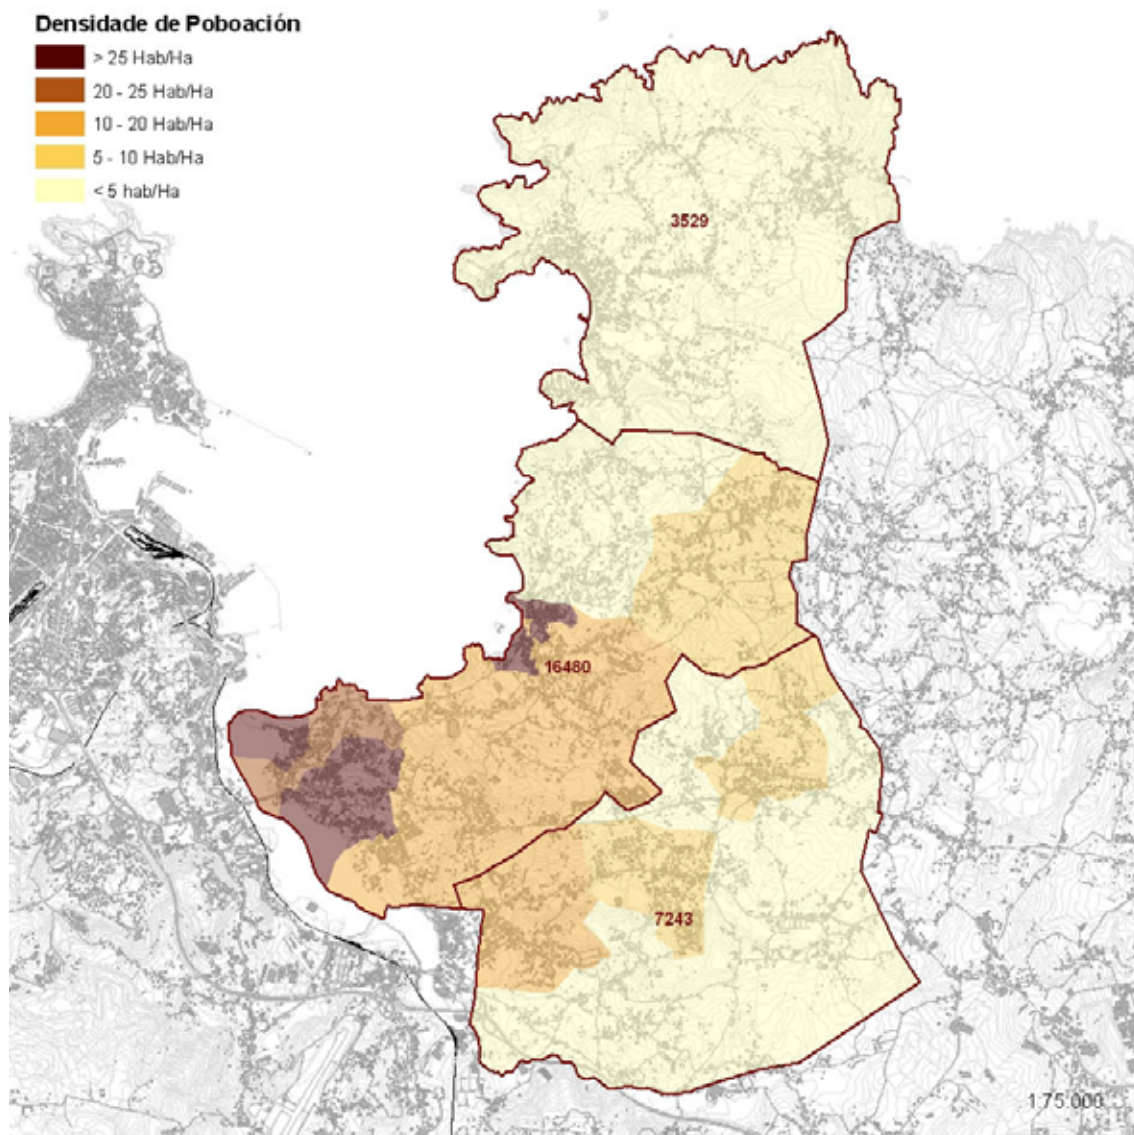 Densidade de Poboación
> 25 Hab/Ha
20 - 25 Hab/Ha
10 - 20 Hab/Ha
5 - 10 Hab/Ha
< 5 hab/Ha
3529
16480
7243
1:75.000